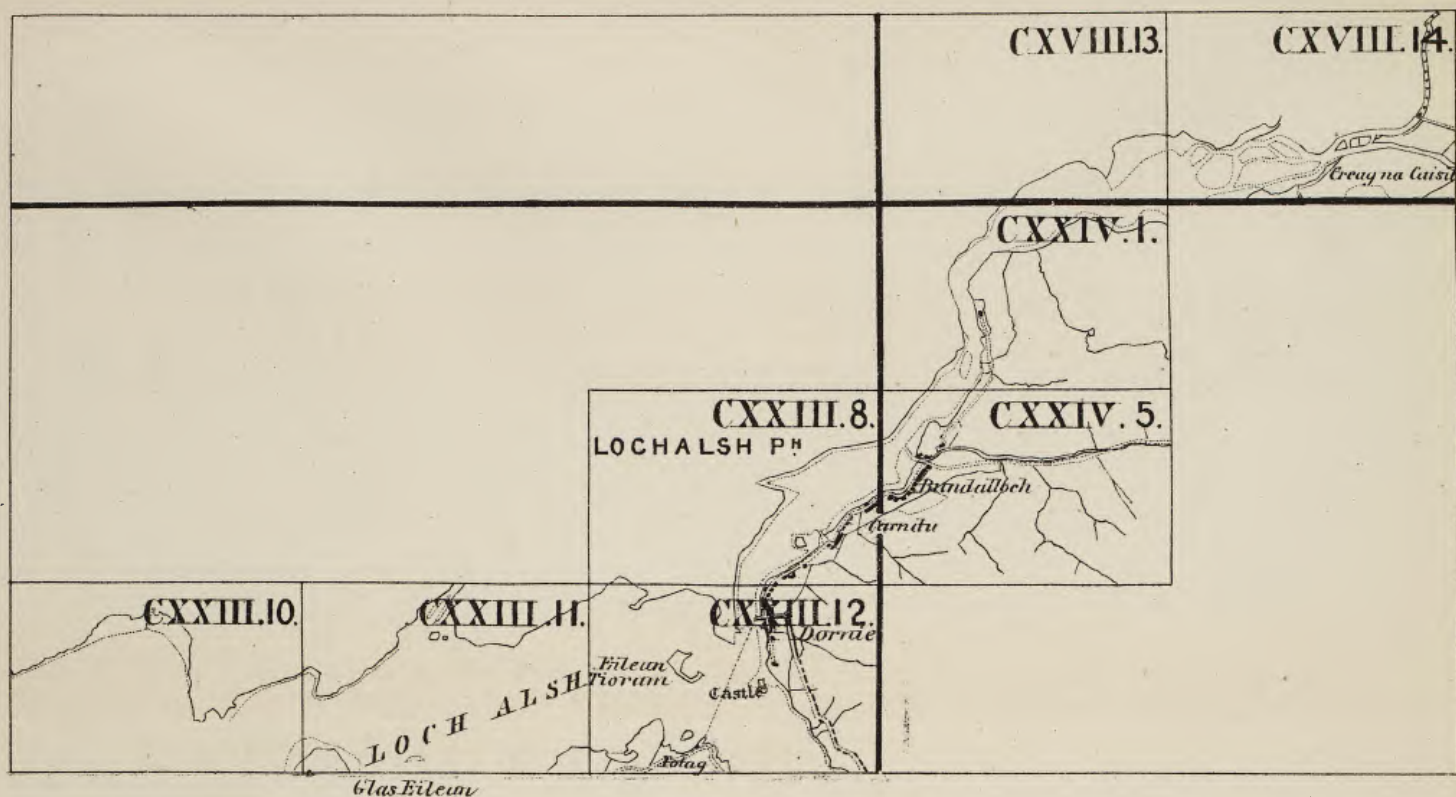 CXVIII.13.
CXVIII.14.
Creag na Caisil
CXXIV.1.
CXXIII.8.
CXXIV.5.
LOCHALSH PH.
Bundalloch
Carndu
CXXIII.10.
CXXIII.11.
CXXIII.12.
Dornie
Eilean
Tioram
Castle
LOCH ALSH
Totag
Glas Eilean